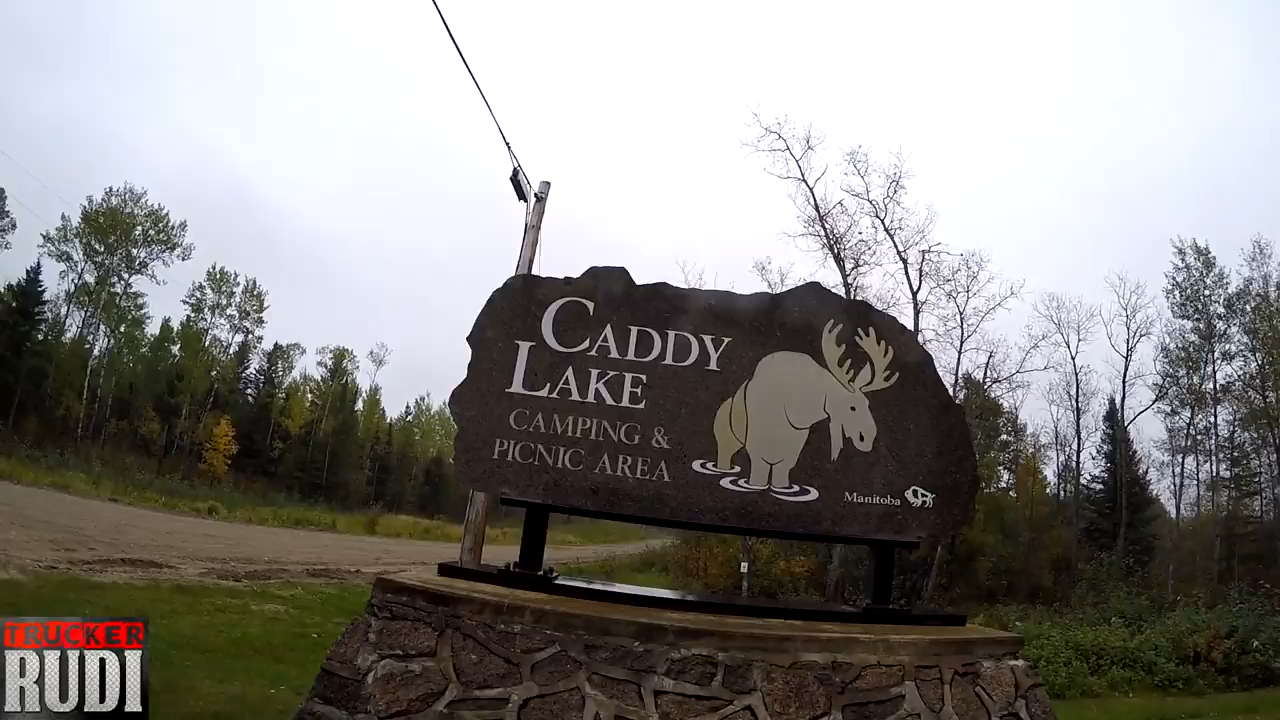 CADDY
LAKE
CAMPING &
PICNIC AREA
Manitoba
TRUCKER
RUDI